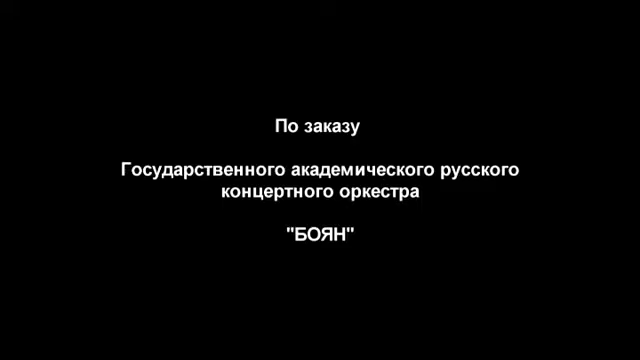 По заказу
Государственного академического русского
концертного оркестра
"БОЯН"